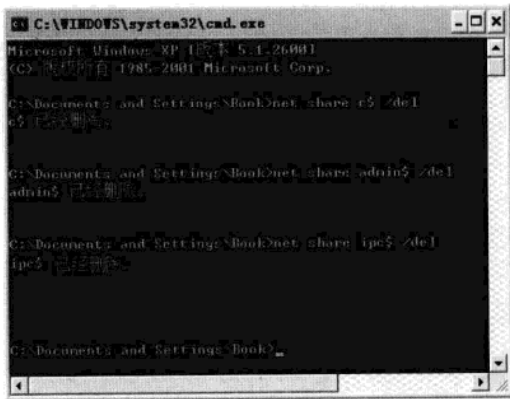 C:\WINDOWS\system32\cmd.exe
Microsoft Windows XP [版本 5.1.2600]
(C) 版权所有 1985-2001 Microsoft Corp.
C:\Documents and Settings\Book>net share c$ /del
c$ 已经删除。
C:\Documents and Settings\Book>net share admin$ /del
admin$ 已经删除。
C:\Documents and Settings\Book>net share ipc$ /del
ipc$ 已经删除。
C:\Documents and Settings\Book>_